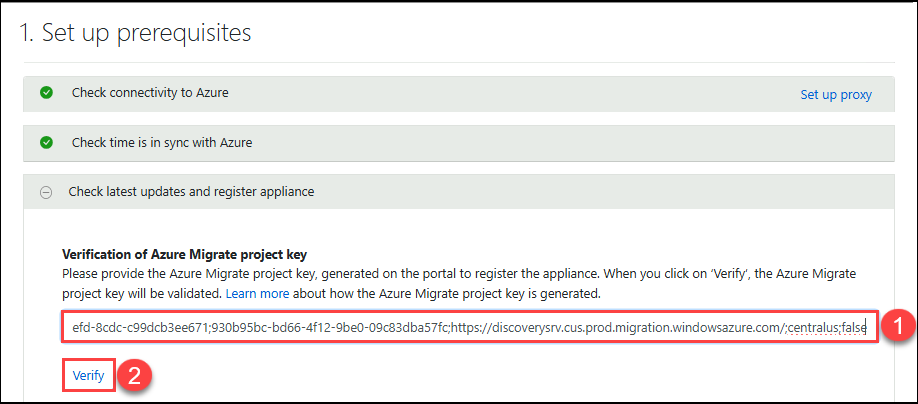 1. Set up prerequisites
Check connectivity to Azure
Set up proxy
Check time is in sync with Azure
Check latest updates and register appliance
Verification of Azure Migrate project key
Please provide the Azure Migrate project key, generated on the portal to register the appliance. When you click on ‘Verify’, the Azure Migrate
project key will be validated. Learn more about how the Azure Migrate project key is generated.
efd-8cdc-c99dcb3ee671;930b95bc-bd66-4f12-9be0-09c83dba57fc;https://discoverysrv.cus.prod.migration.windowsazure.com/;centralus;false
1
Verify
2